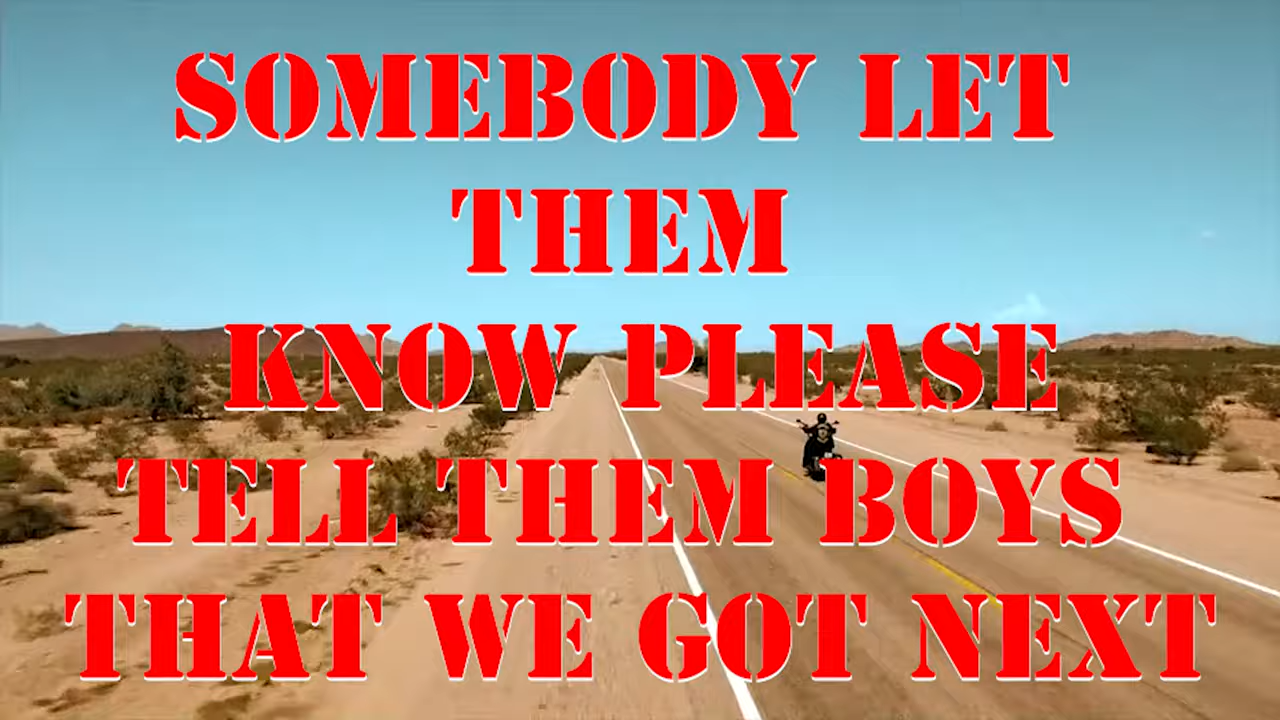 SOMEBODY LET
THEM
KNOW PLEASE
TELL THEM BOYS
THAT WE GOT NEXT